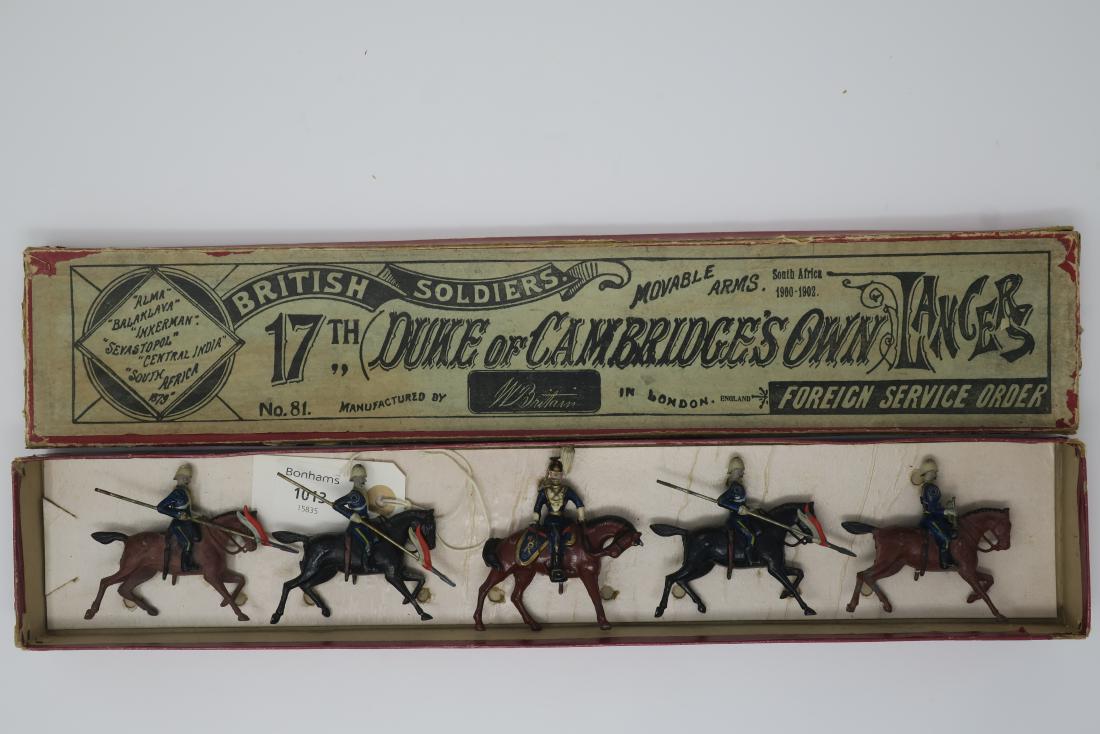 "ALMA"
"BALAKLAVA"
"INKERMAN".
"SEVASTOPOL"
"CENTRAL INDIA"
"SOUTH AFRICA
1879"
BRITISH SOLDIERS.
MOVABLE ARMS.
South Africa
1900-1902.
17TH (DUKE OF CAMBRIDGE'S OWN) LANCERS
No. 81. MANUFACTURED BY W Britain IN LONDON. ENGLAND
FOREIGN SERVICE ORDER
Bonhams
1013
15835